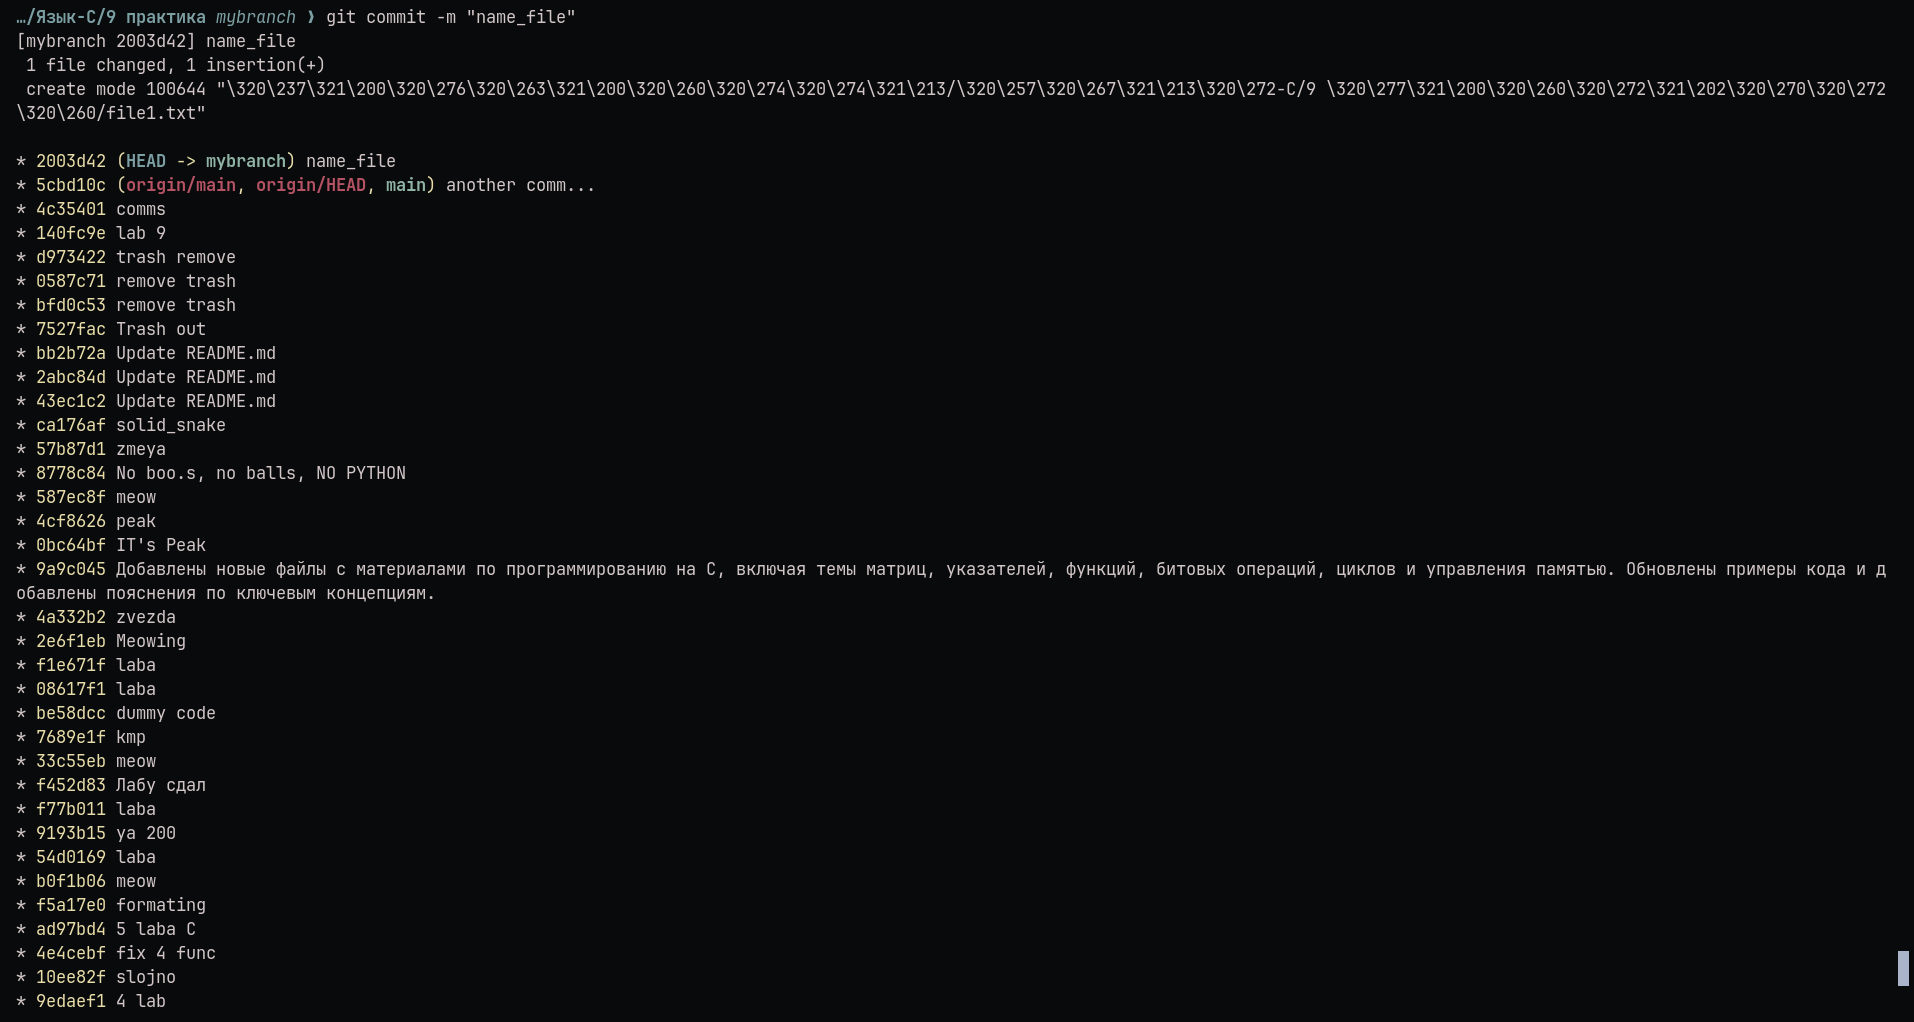 …/Язык-C/9 практика mybranch ❱ git commit -m "name_file"
[mybranch 2003d42] name_file
 1 file changed, 1 insertion(+)
 create mode 100644 "\320\237\321\200\320\276\320\263\321\200\320\260\320\274\320\274\321\213/\320\257\320\267\321\213\320\272-C/9 \320\277\321\200\320\260\320\272\321\202\320\270\320\272
\320\260/file1.txt"

* 2003d42 (HEAD -> mybranch) name_file
* 5cbd10c (origin/main, origin/HEAD, main) another comm...
* 4c35401 comms
* 140fc9e lab 9
* d973422 trash remove
* 0587c71 remove trash
* bfd0c53 remove trash
* 7527fac Trash out
* bb2b72a Update README.md
* 2abc84d Update README.md
* 43ec1c2 Update README.md
* ca176af solid_snake
* 57b87d1 zmeya
* 8778c84 No boo.s, no balls, NO PYTHON
* 587ec8f meow
* 4cf8626 peak
* 0bc64bf IT's Peak
* 9a9c045 Добавлены новые файлы с материалами по программированию на C, включая темы матриц, указателей, функций, битовых операций, циклов и управления памятью. Обновлены примеры кода и д
обавлены пояснения по ключевым концепциям.
* 4a332b2 zvezda
* 2e6f1eb Meowing
* f1e671f laba
* 08617f1 laba
* be58dcc dummy code
* 7689e1f kmp
* 33c55eb meow
* f452d83 Лабу сдал
* f77b011 laba
* 9193b15 ya 200
* 54d0169 laba
* b0f1b06 meow
* f5a17e0 formating
* ad97bd4 5 laba C
* 4e4cebf fix 4 func
* 10ee82f slojno
* 9edaef1 4 lab